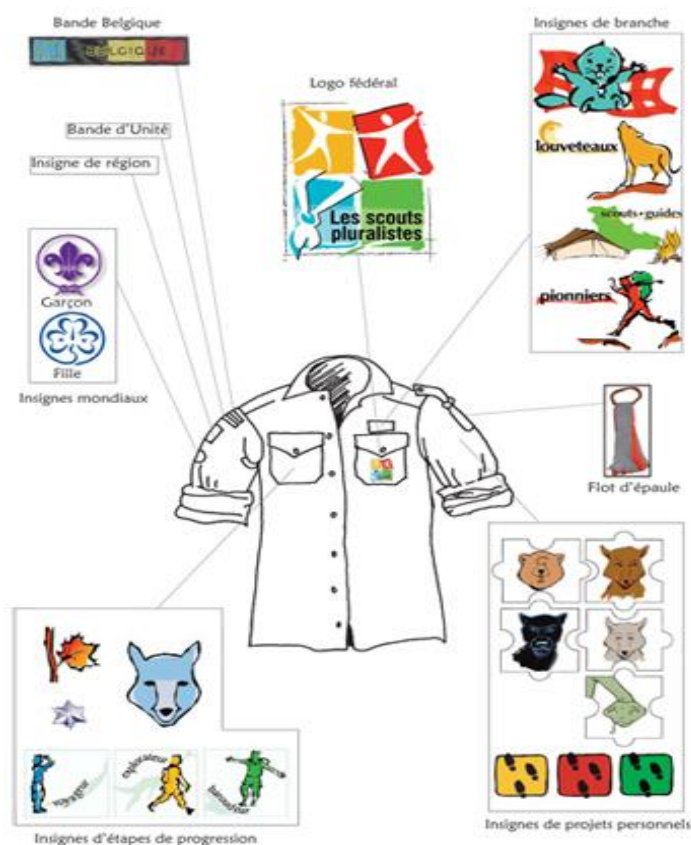 Bande Belgique
BELGIQUE
Bande d'Unité
Insigne de région
Garçon
Fille
Insignes mondiaux
Logo fédéral
Les scouts
pluralistes
Insignes de branche
louveteaux
scouts-guides
pionniers
Flot d'épaule
voyageur
explorateur
Insignes d'étapes de progression
Insignes de projets personnels